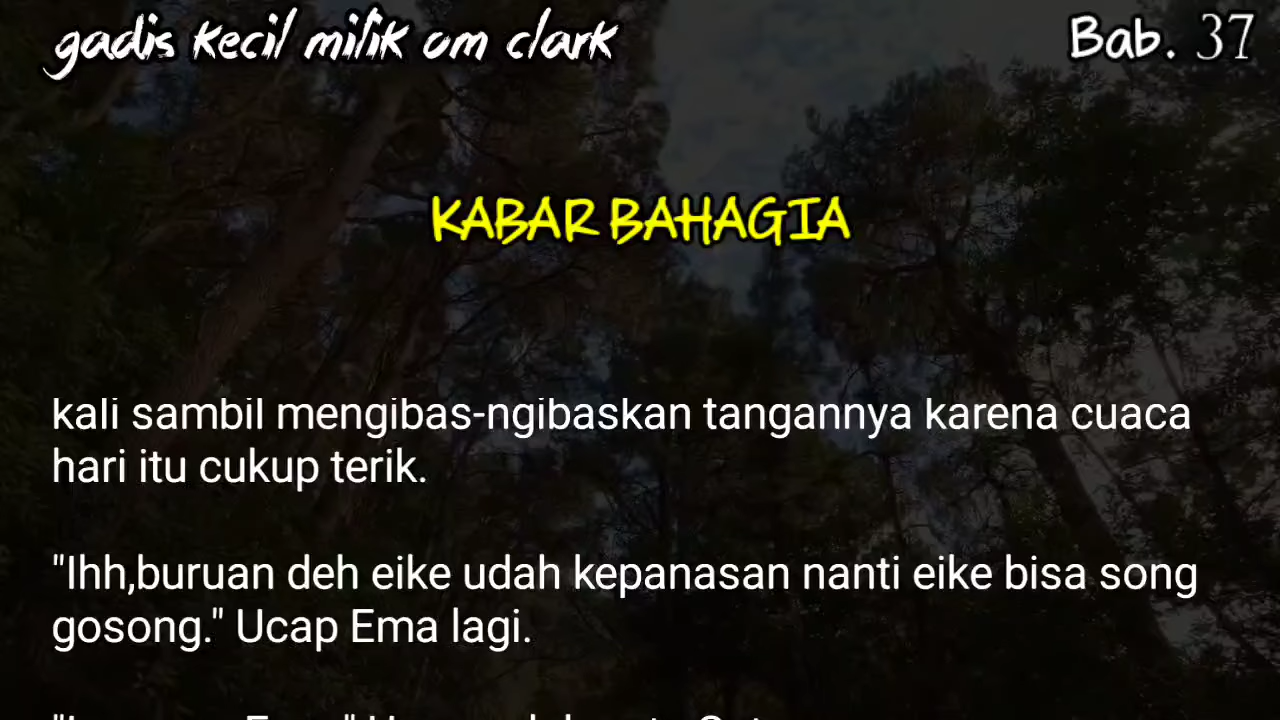 gadis kecil milik om clark
Bab. 37
KABAR BAHAGIA
kali sambil mengibas-ngibaskan tangannya karena cuaca
hari itu cukup terik.
"Ihh,buruan deh eike udah kepanasan nanti eike bisa song
gosong." Ucap Ema lagi.